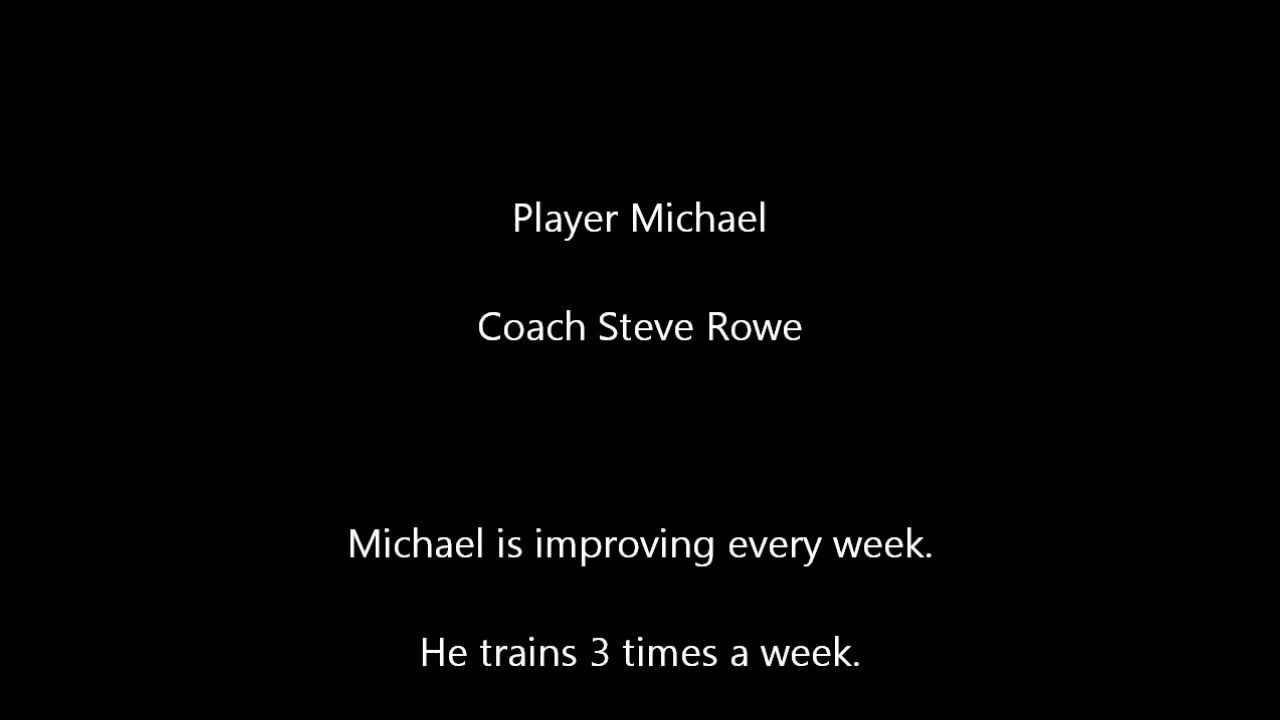 Player Michael
Coach Steve Rowe
Michael is improving every week.
He trains 3 times a week.